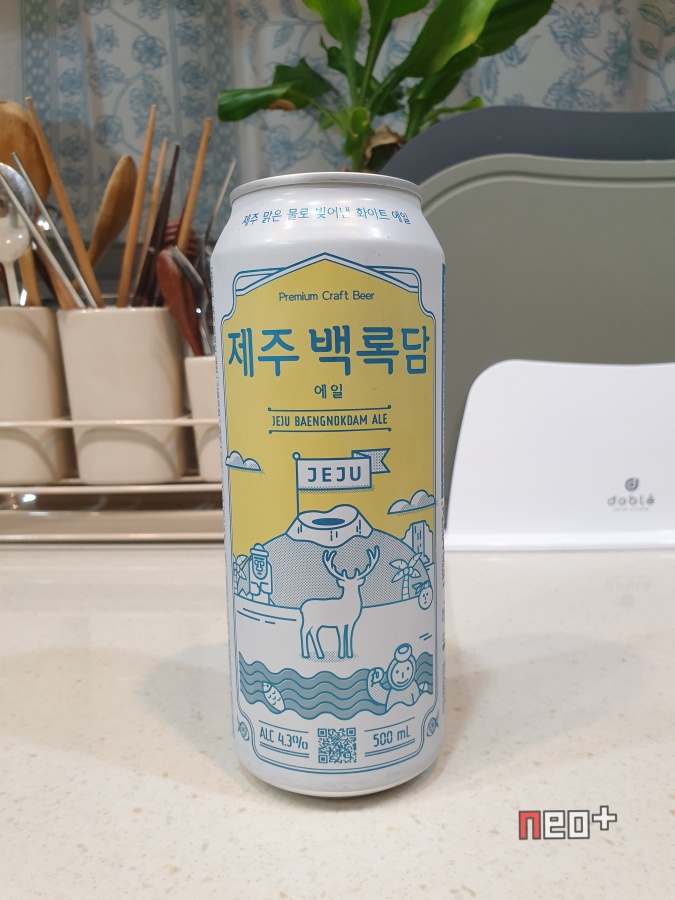 제주 맑은 물로 빚어낸 화이트 에일
Premium Craft Beer
제주 백록담
에일
JEJU BAENGNOKDAM ALE
JEJU
ALC 4.3%
500 mL
dablé
neo+